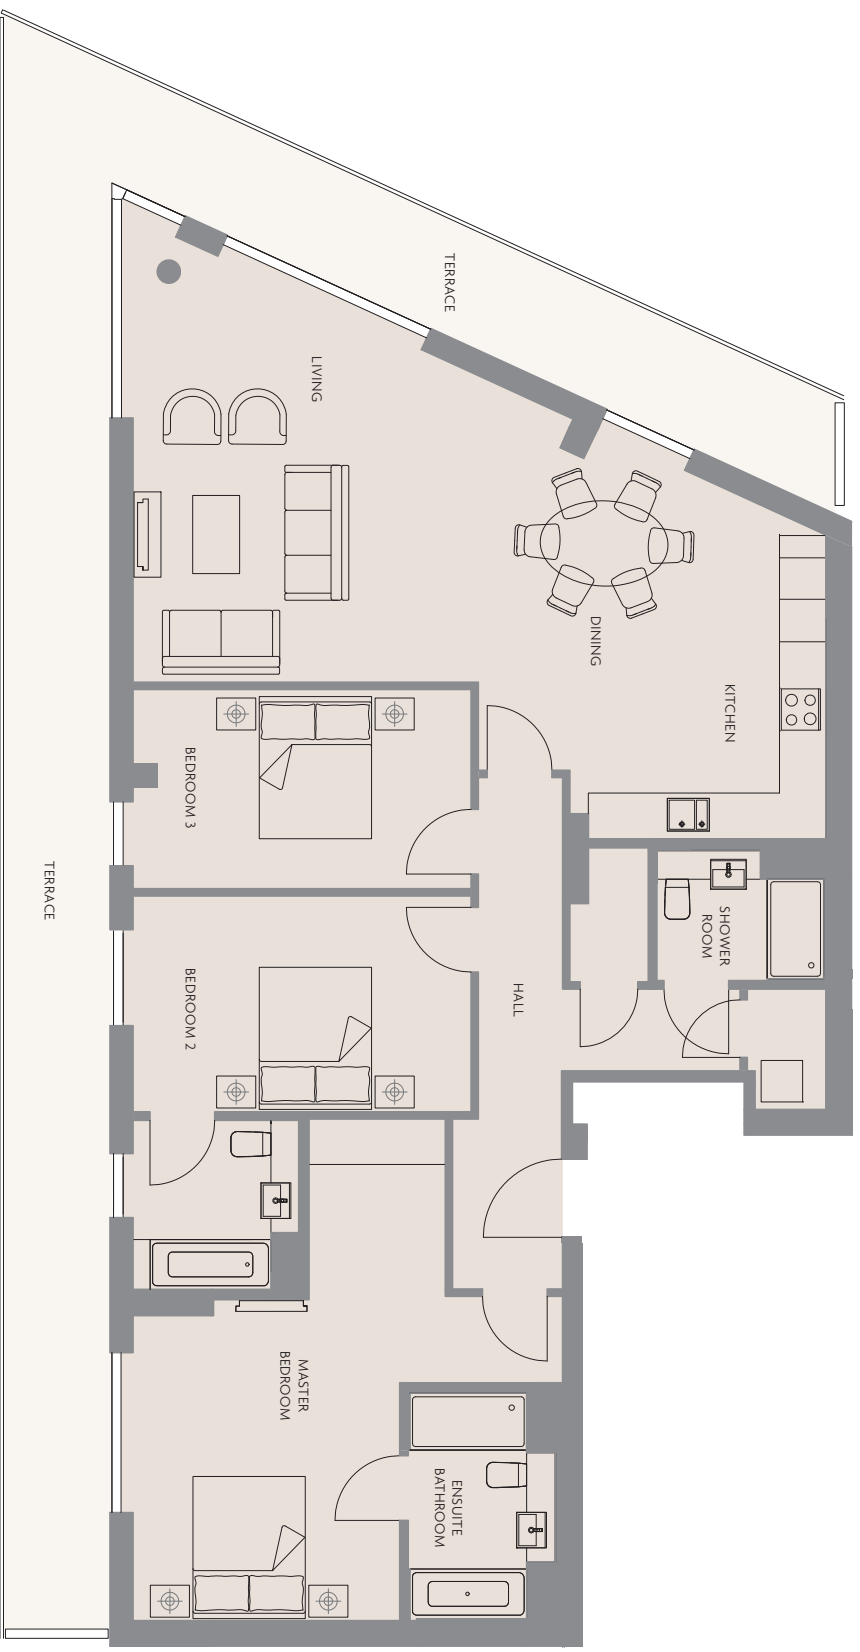 TERRACE
LIVING
DINING
KITCHEN
BEDROOM 3
TERRACE
SHOWER
ROOM
BEDROOM 2
HALL
MASTER
BEDROOM
ENSUITE
BATHROOM